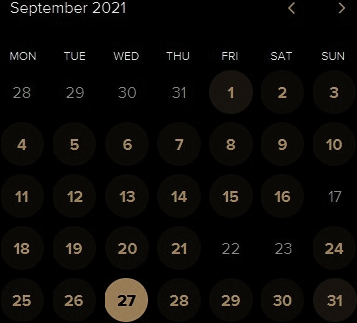 September 2021
MON TUE WED THU FRI SAT SUN
28 29 30 31 1 2 3
4 5 6 7 8 9 10
11 12 13 14 15 16 17
18 19 20 21 22 23 24
25 26 27 28 29 30 31